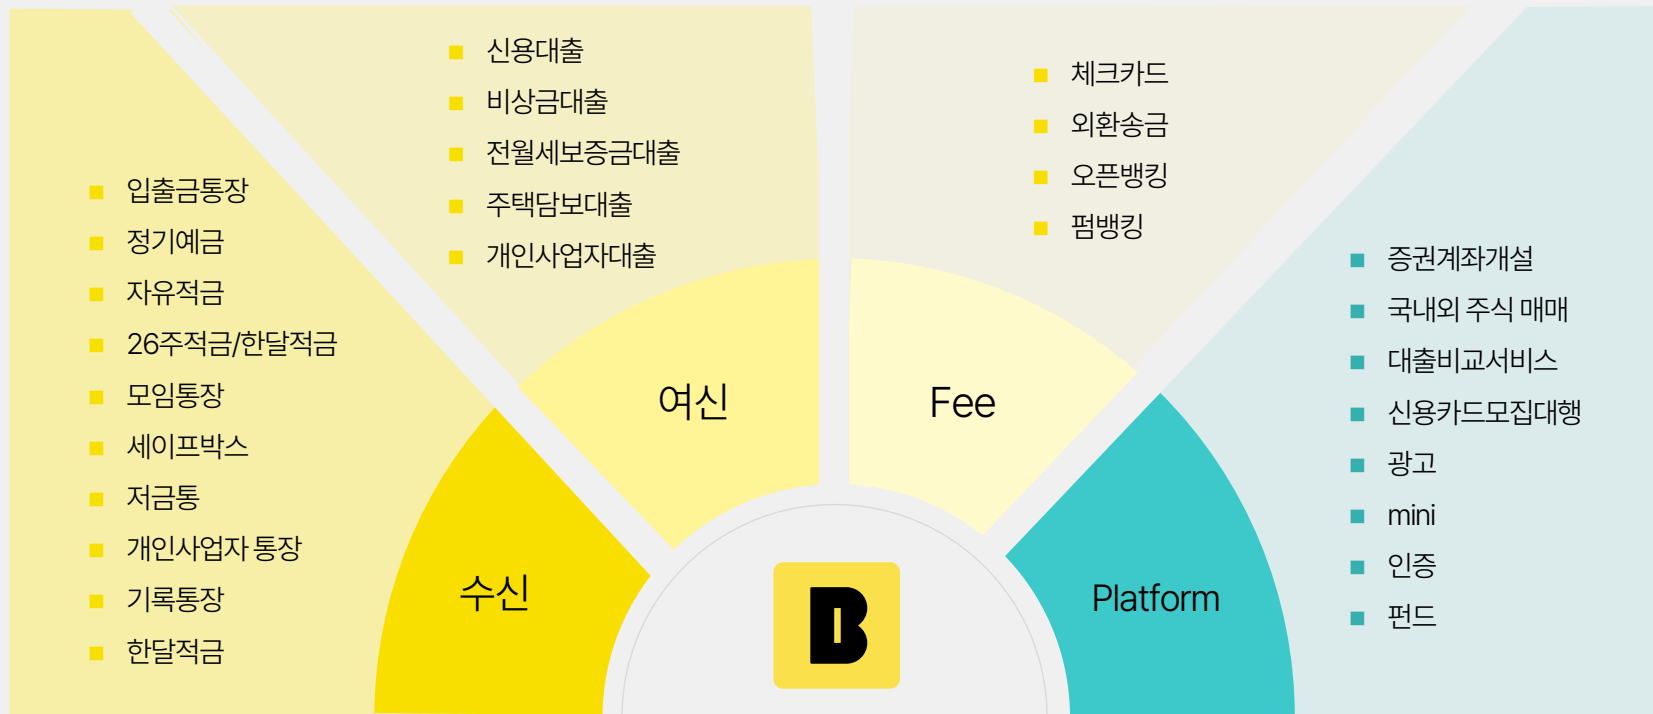 입출금통장
정기예금
자유적금
26주적금/한달적금
모임통장
세이프박스
저금통
개인사업자 통장
기록통장
한달적금
수신
신용대출
비상금대출
전월세보증금대출
주택담보대출
개인사업자대출
여신
체크카드
외환송금
오픈뱅킹
펌뱅킹
Fee
증권계좌개설
국내외 주식 매매
대출비교서비스
신용카드모집대행
광고
mini
인증
펀드
Platform
B